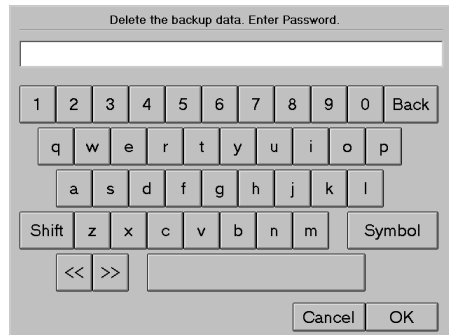 Delete the backup data. Enter Password.
1 2 3 4 5 6 7 8 9 0 Back
q w e r t y u i o p
a s d f g h j k l
Shift z x c v b n m Symbol
<< >>
Cancel OK